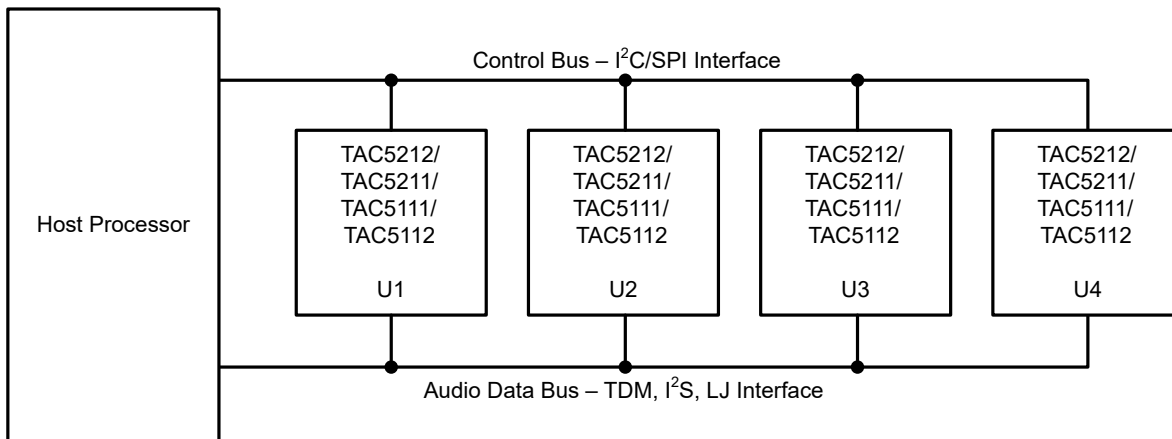 Control Bus – I²C/SPI Interface
Host Processor
TAC5212/
TAC5211/
TAC5111/
TAC5112
U1
TAC5212/
TAC5211/
TAC5111/
TAC5112
U2
TAC5212/
TAC5211/
TAC5111/
TAC5112
U3
TAC5212/
TAC5211/
TAC5111/
TAC5112
U4
Audio Data Bus – TDM, I²S, LJ Interface